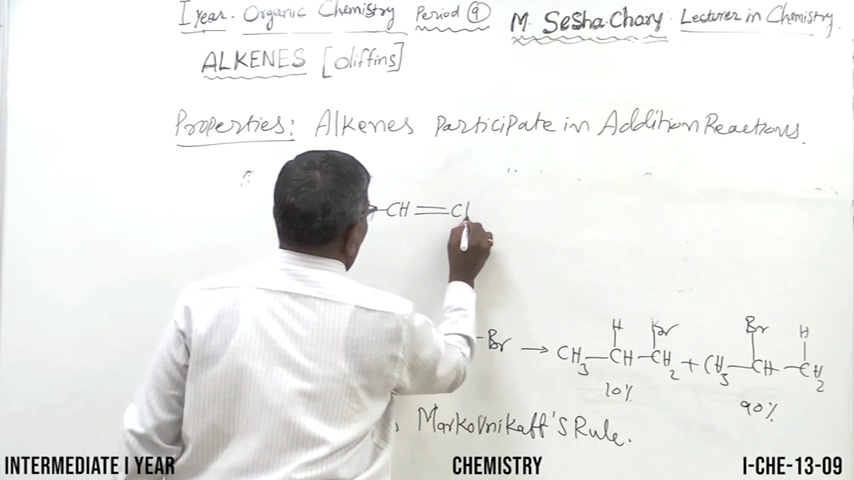 I year. Organic Chemistry Period 9 M. Sesha Chary Lecturer in Chemistry.
ALKENES [oliffins]
Properties: Alkenes participate in Addition Reactions.
CH = C
H Br Br H
-Br → CH3-CH-CH2 + CH3-CH-CH2
10% 90%
Markovnikaff's Rule.
INTERMEDIATE I YEAR CHEMISTRY I-CHE-13-09